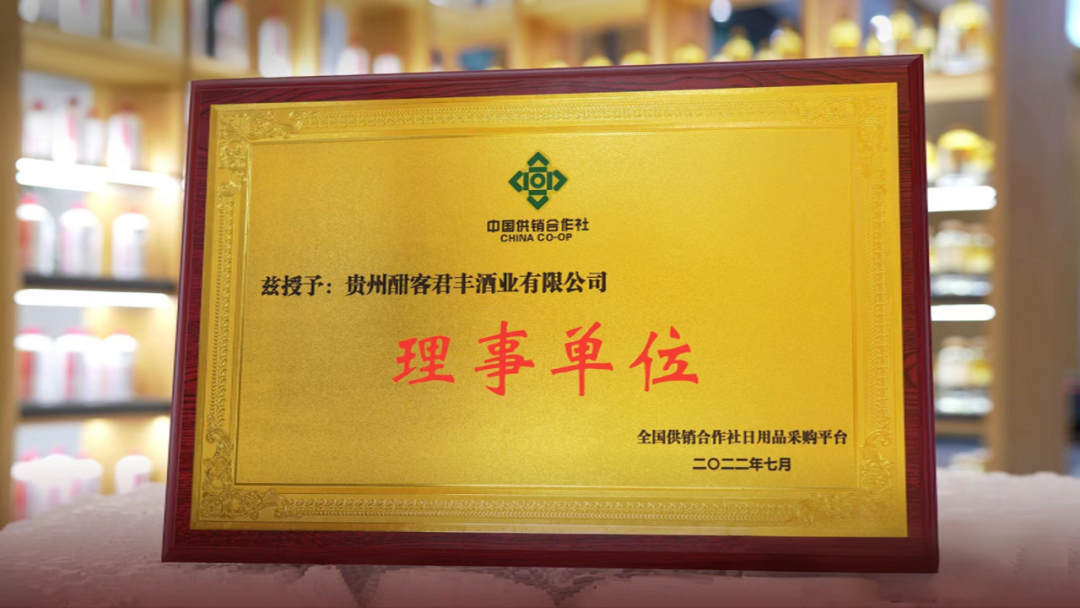 中国供销合作社
CHINA CO-OP
兹授予：贵州酣客君丰酒业有限公司
理事单位
全国供销合作社日用品采购平台
二〇二二年七月